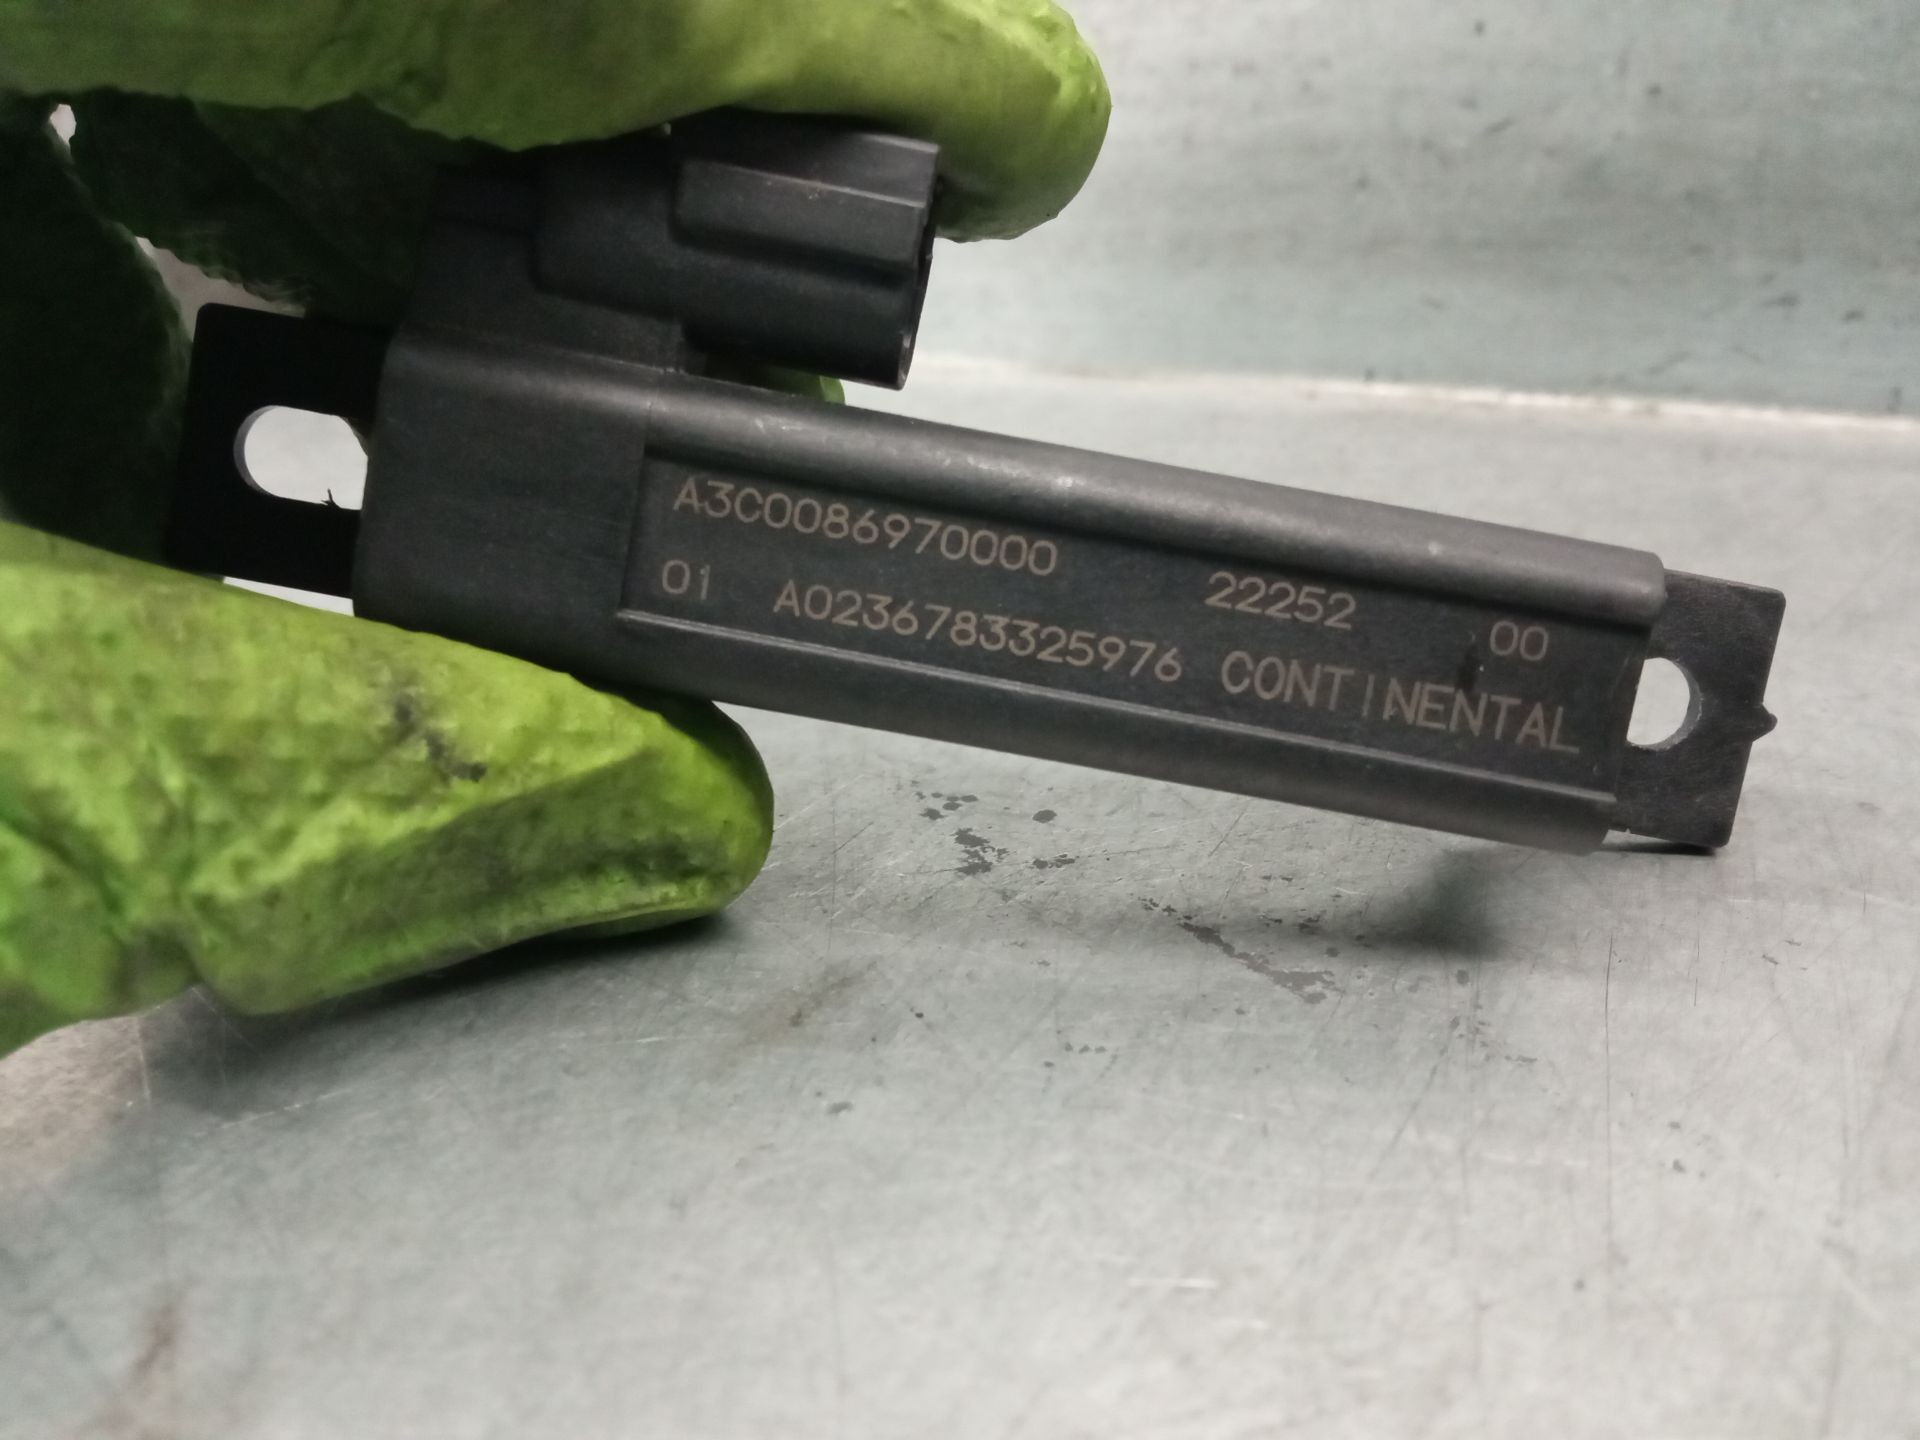 A3C0086970000 22252 00
01 A0236783325976 CONTINENTAL